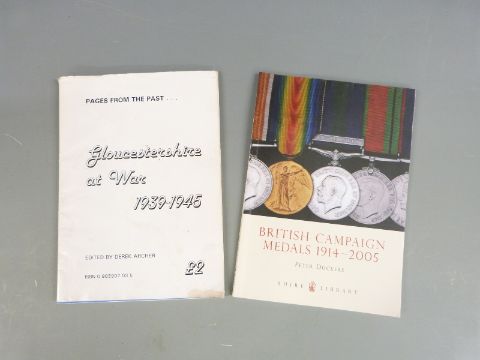 PAGES FROM THE PAST . . .
Gloucestershire
at War
1939-1945
EDITED BY DEREK ARCHER
£2
BRITISH CAMPAIGN
MEDALS 1914-2005
PETER DUCKERS
SHIRE LIBRARY